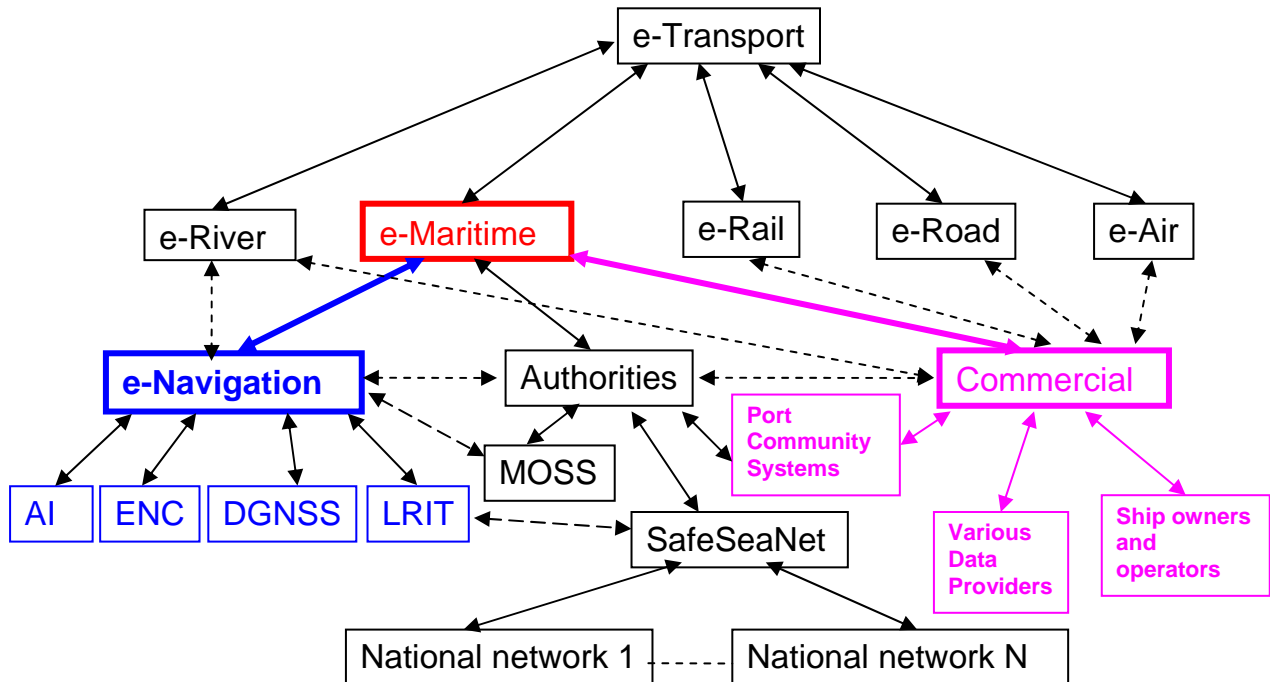 e-Transport
e-River
e-Maritime
e-Rail
e-Road
e-Air
e-Navigation
Authorities
Commercial
Port
Community
Systems
MOSS
AI
ENC
DGNSS
LRIT
SafeSeaNet
Various
Data
Providers
Ship owners
and
operators
National network 1
National network N